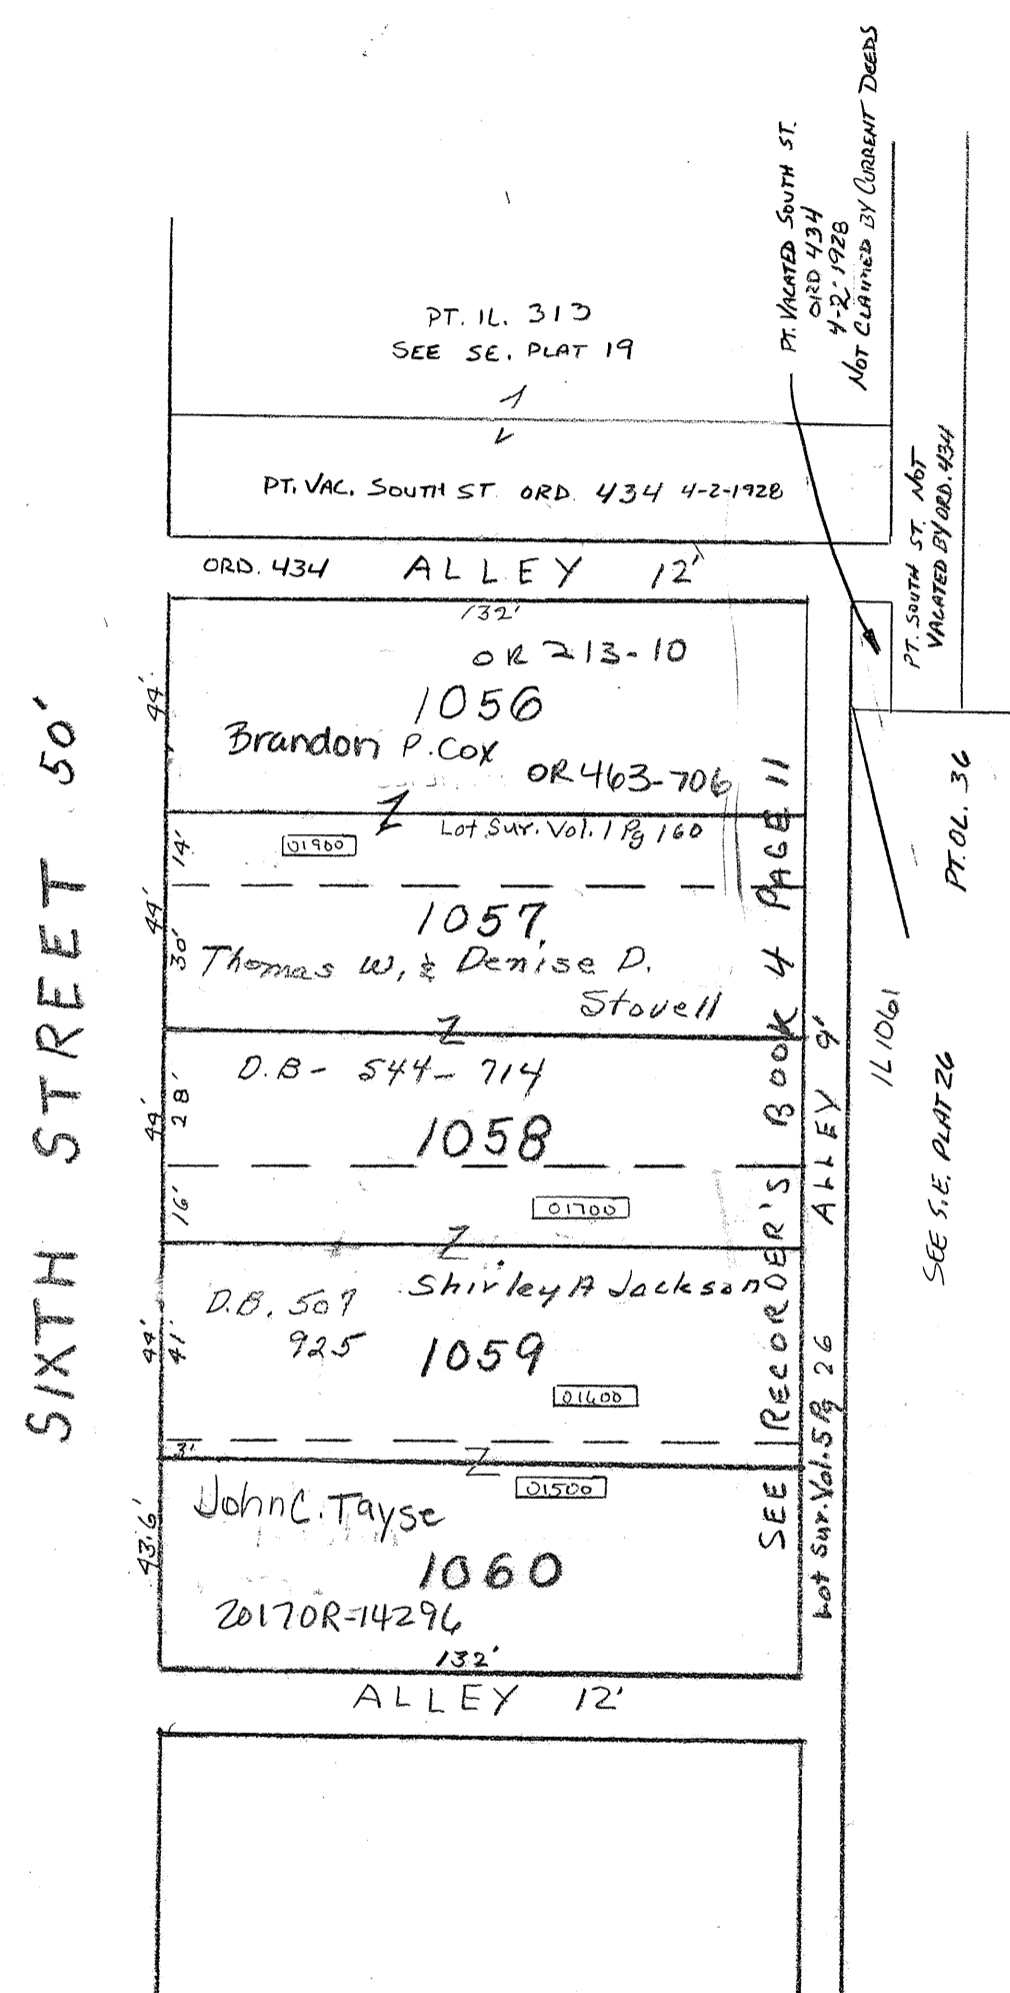 PT. VACATED SOUTH ST.
ORD 434
4-2-1928
NOT CLAIMED BY CURRENT DEEDS
PT. IL. 313
SEE SE. PLAT 19
PT. VAC. SOUTH ST. ORD. 434 4-2-1928
PT. SOUTH ST. NOT
VACATED BY ORD. 434
ORD. 434 ALLEY 12'
132'
OR 213-10
44'
1056
Brandon P. Cox
OR 463-706
Lot Sur. Vol. 1 Pg 160
14'
01900
44'
1057
30'
Thomas W. & Denise D.
Stovell
D.B- 544-714
44'
28'
1058
16'
01700
Shirley A Jackson
D.B. 507
925
44'
41'
1059
01600
3'
01500
John C. Tayse
43.6'
1060
2017OR-14296
132'
ALLEY 12'
SIXTH STREET 50'
SEE RECORDER'S BOOK 4 PAGE 11
ALLEY 9'
Lot Sur. Vol. 5 Pg 26
IL 1061
PT. OL. 36
SEE S.E. PLAT 26